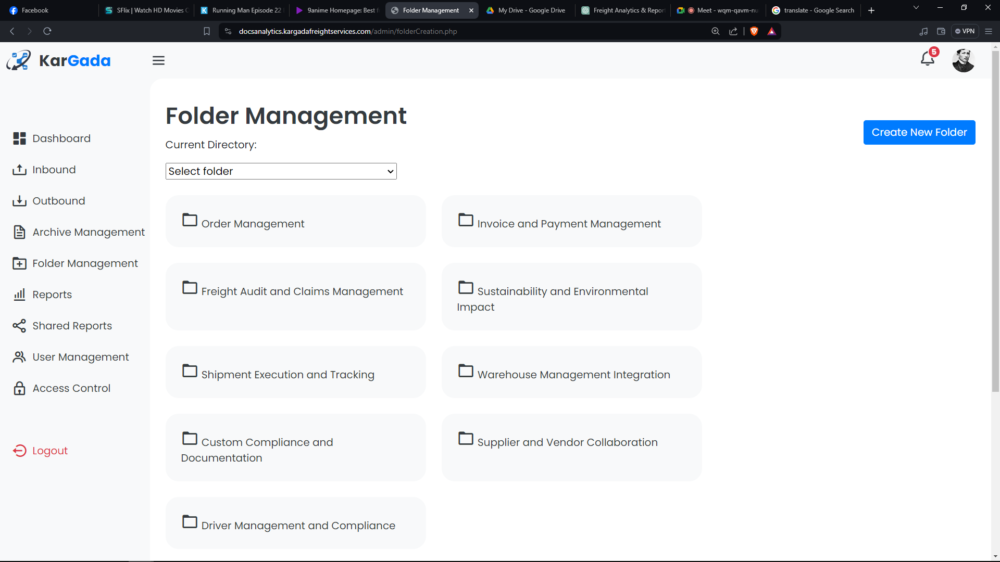 Facebook
SFlix | Watch HD Movies
Running Man Episode 22
9anime Homepage: Best
Folder Management
My Drive - Google Drive
Freight Analytics & Repor
Meet - wqm-qavm-nu
translate - Google Search
docsanalytics.kargadafreightservices.com/admin/folderCreation.php
VPN
KarGada
5
Folder Management
Create New Folder
Current Directory:
Select folder
Dashboard
Inbound
Outbound
Archive Management
Folder Management
Reports
Shared Reports
User Management
Access Control
Logout
Order Management
Invoice and Payment Management
Freight Audit and Claims Management
Sustainability and Environmental
Impact
Shipment Execution and Tracking
Warehouse Management Integration
Custom Compliance and
Documentation
Supplier and Vendor Collaboration
Driver Management and Compliance